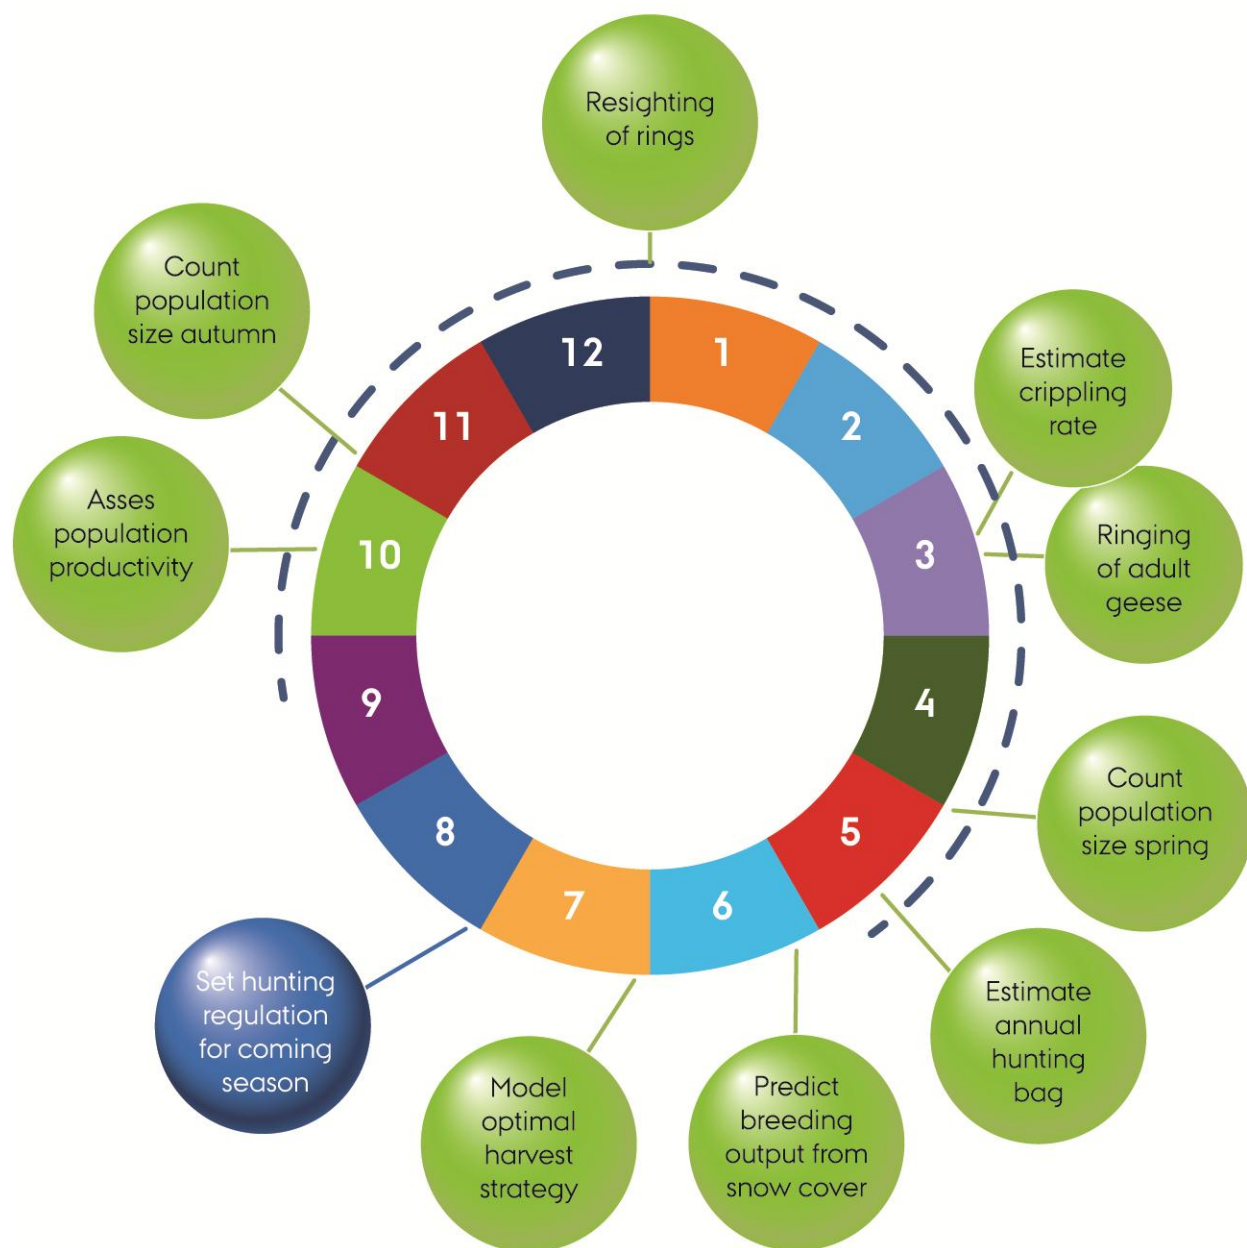 Resighting
of rings
Count
population
size autumn
Asses
population
productivity
Estimate
crippling
rate
Ringing
of adult
geese
Count
population
size spring
Estimate
annual
hunting
bag
Predict
breeding
output from
snow cover
Model
optimal
harvest
strategy
Set hunting
regulation
for coming
season
1
2
3
4
5
6
7
8
9
10
11
12